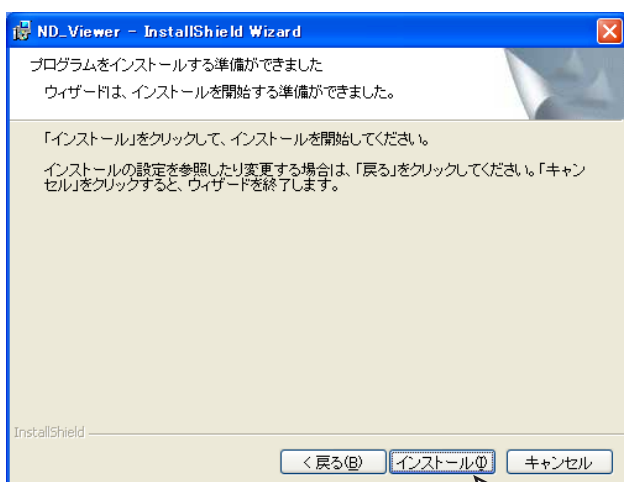 ND_Viewer - InstallShield Wizard
プログラムをインストールする準備ができました
ウィザードは、インストールを開始する準備ができました。
「インストール」をクリックして、インストールを開始してください。
インストールの設定を参照したり変更する場合は、「戻る」をクリックしてください。「キャン
セル」をクリックすると、ウィザードを終了します。
InstallShield
< 戻る(B) インストール(I) キャンセル